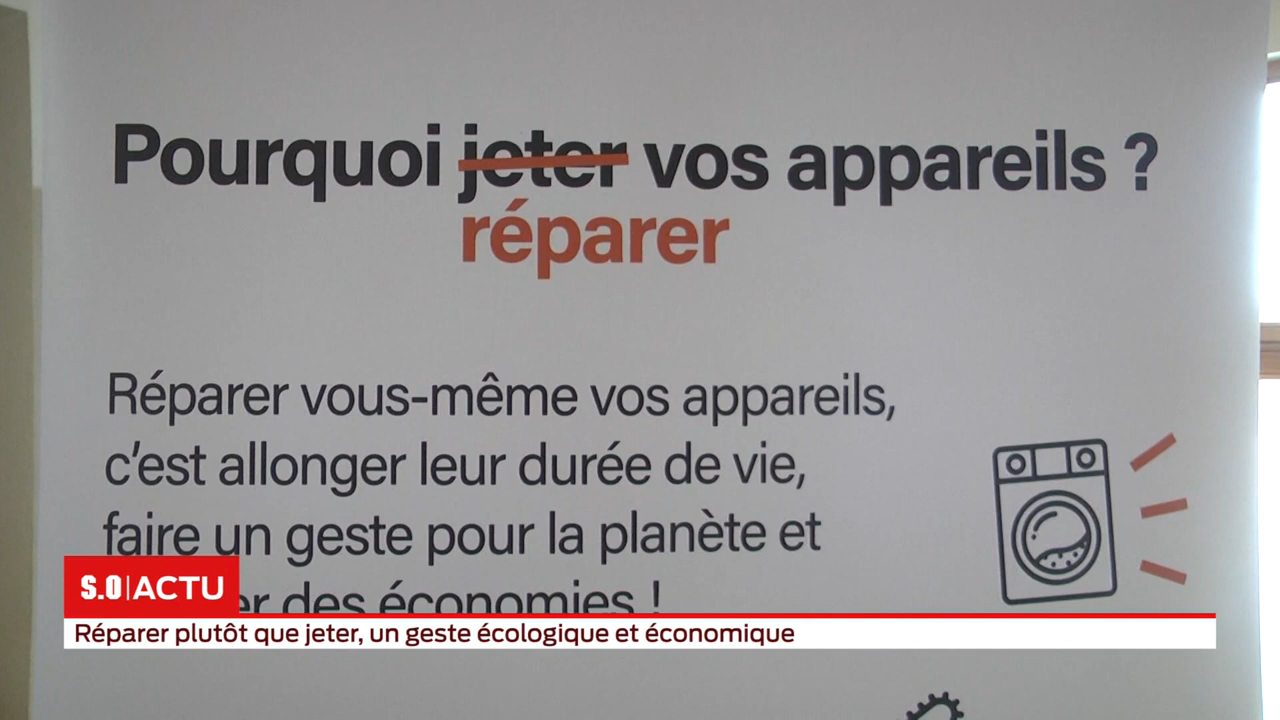 Pourquoi jeter vos appareils ?
réparer
Réparer vous-même vos appareils,
c'est allonger leur durée de vie,
faire un geste pour la planète et
des économies !
S.O|ACTU
Réparer plutôt que jeter, un geste écologique et économique